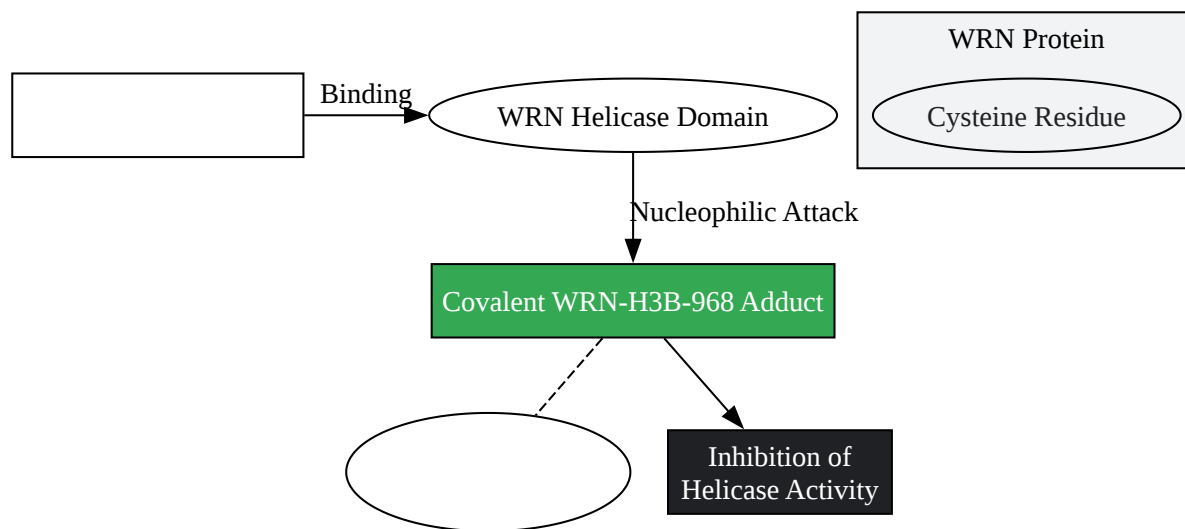 WRN Protein
Binding
WRN Helicase Domain
Cysteine Residue
Nucleophilic Attack
Covalent WRN-H3B-968 Adduct
Inhibition of
Helicase Activity